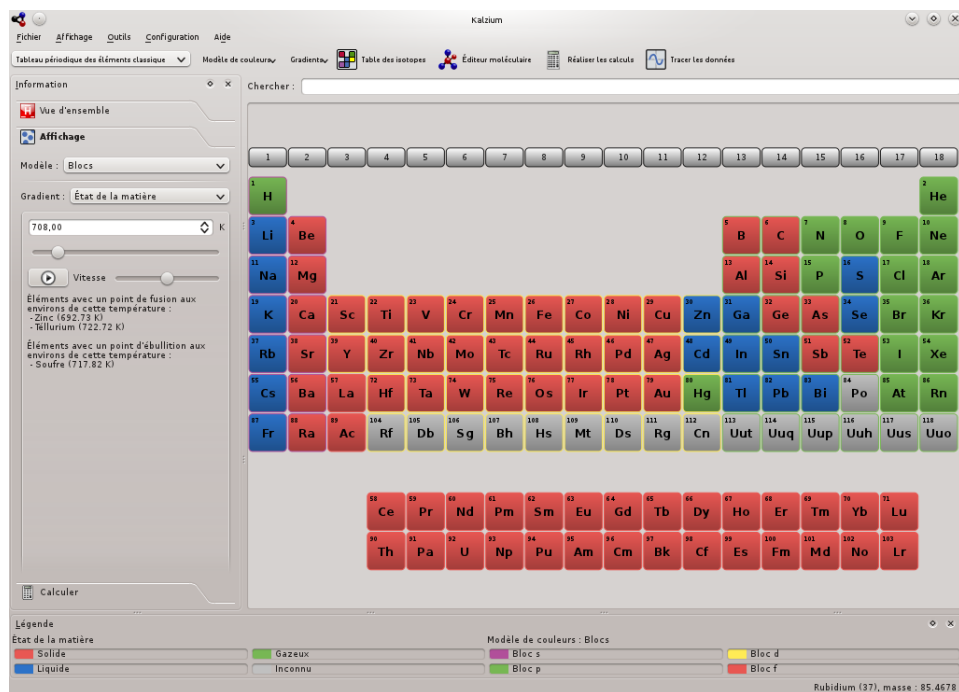 Kalzium
Fichier Affichage Outils Configuration Aide
Tableau périodique des éléments classique Modèle de couleurs Gradients Table des isotopes Éditeur moléculaire Réaliser les calculs Tracer les données
Information
Chercher :
Vue d'ensemble
Affichage
Modèle : Blocs
Gradient : État de la matière
708,00 K
Vitesse
Éléments avec un point de fusion aux
environs de cette température :
- Zinc (692.73 K)
- Téllurium (722.72 K)
Éléments avec un point d'ébullition aux
environs de cette température :
- Soufre (717.82 K)
Calculer
1 2 3 4 5 6 7 8 9 10 11 12 13 14 15 16 17 18
1 2
H He
3 4 5 6 7 8 9 10
Li Be B C N O F Ne
11 12 13 14 15 16 17 18
Na Mg Al Si P S Cl Ar
19 20 21 22 23 24 25 26 27 28 29 30 31 32 33 34 35 36
K Ca Sc Ti V Cr Mn Fe Co Ni Cu Zn Ga Ge As Se Br Kr
37 38 39 40 41 42 43 44 45 46 47 48 49 50 51 52 53 54
Rb Sr Y Zr Nb Mo Tc Ru Rh Pd Ag Cd In Sn Sb Te I Xe
55 56 57 72 73 74 75 76 77 78 79 80 81 82 83 84 85 86
Cs Ba La Hf Ta W Re Os Ir Pt Au Hg Tl Pb Bi Po At Rn
87 88 89 104 105 106 107 108 109 110 111 112 113 114 115 116 117 118
Fr Ra Ac Rf Db Sg Bh Hs Mt Ds Rg Cn Uut Uuq Uup Uuh Uus Uuo
58 59 60 61 62 63 64 65 66 67 68 69 70 71
Ce Pr Nd Pm Sm Eu Gd Tb Dy Ho Er Tm Yb Lu
90 91 92 93 94 95 96 97 98 99 100 101 102 103
Th Pa U Np Pu Am Cm Bk Cf Es Fm Md No Lr
Légende
État de la matière Modèle de couleurs : Blocs
Solide Gazeux Bloc s Bloc d
Liquide Inconnu Bloc p Bloc f
Rubidium (37), masse : 85.4678